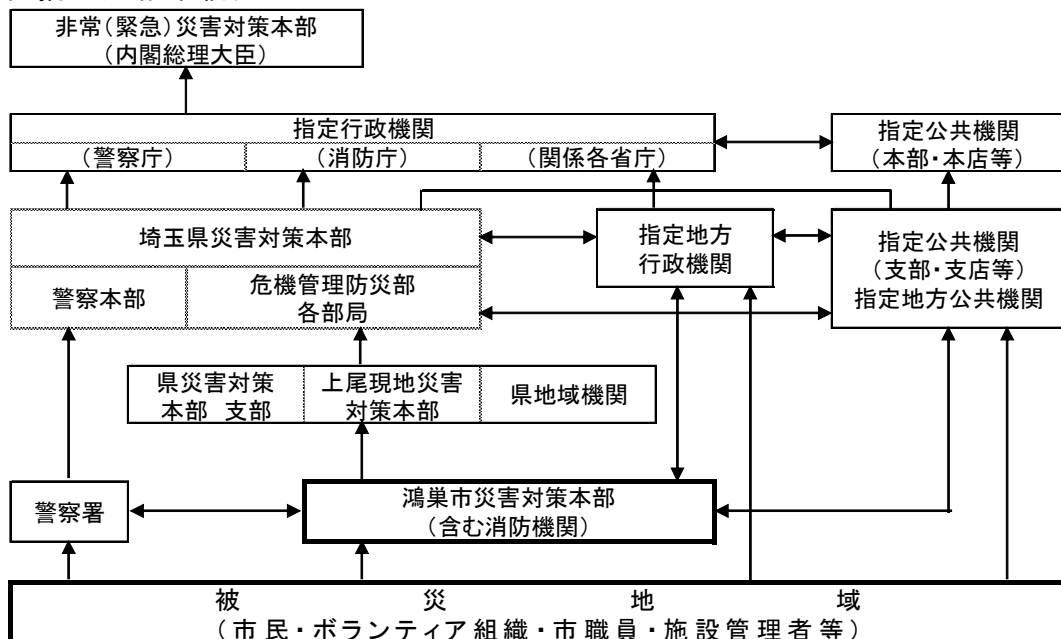 非常(緊急)災害対策本部
(内閣総理大臣)
指定行政機関
(警察庁)
(消防庁)
(関係各省庁)
指定公共機関
(本部・本店等)
埼玉県災害対策本部
警察本部
危機管理防災部
各部局
指定地方
行政機関
指定公共機関
(支部・支店等)
指定地方公共機関
県災害対策
本部 支部
上尾現地災害
対策本部
県地域機関
警察署
鴻巣市災害対策本部
(含む消防機関)
被 災 地 域
(市民・ボランティア組織・市職員・施設管理者等)